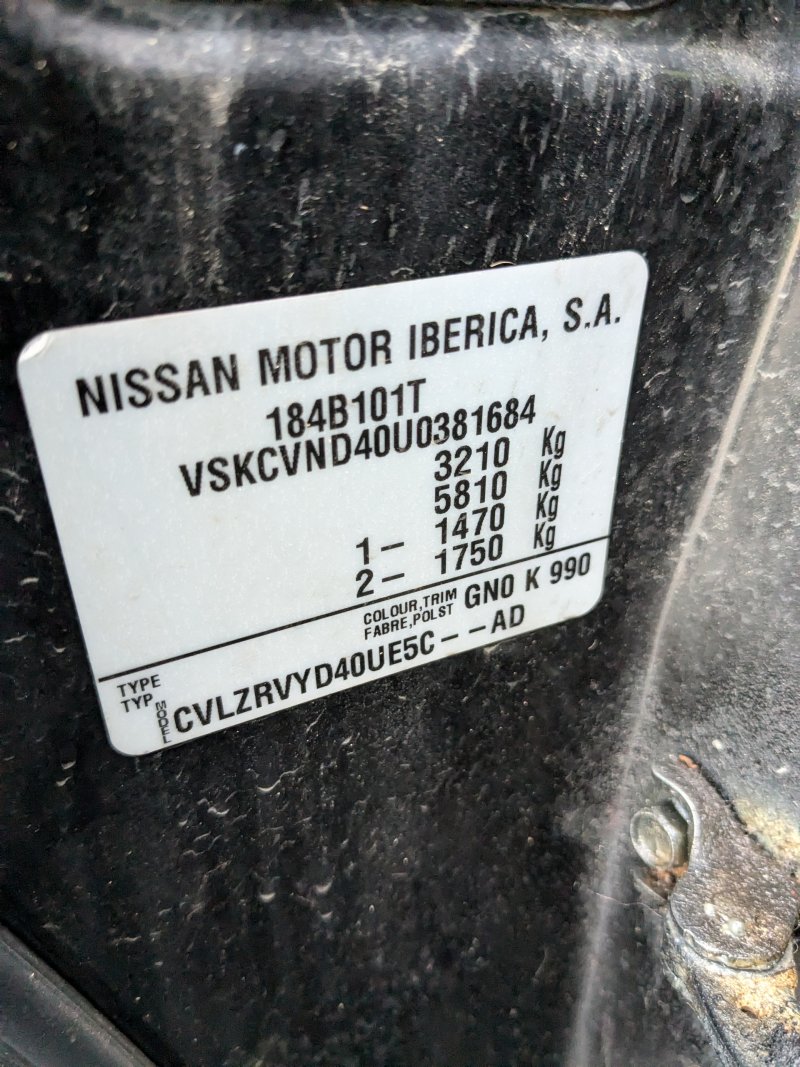 NISSAN MOTOR IBERICA, S.A.
184B101T
VSKCVND40U0381684
3210 Kg
5810 Kg
1- 1470 Kg
2- 1750 Kg
COLOUR,TRIM
FABRE,POLST GN0 K 990
TYPE
TYP
MODEL CVLZRVYD40UE5C--AD